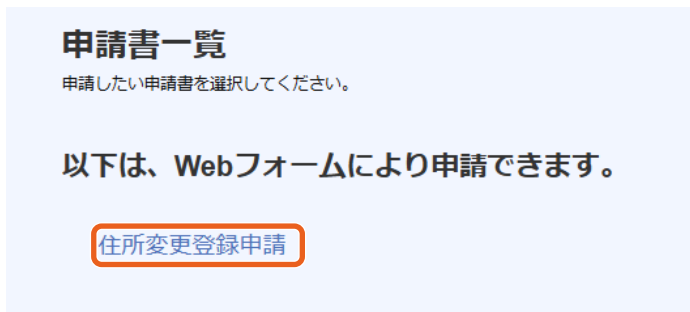 申請書一覧
申請したい申請書を選択してください。
以下は、Webフォームにより申請できます。
住所変更登録申請